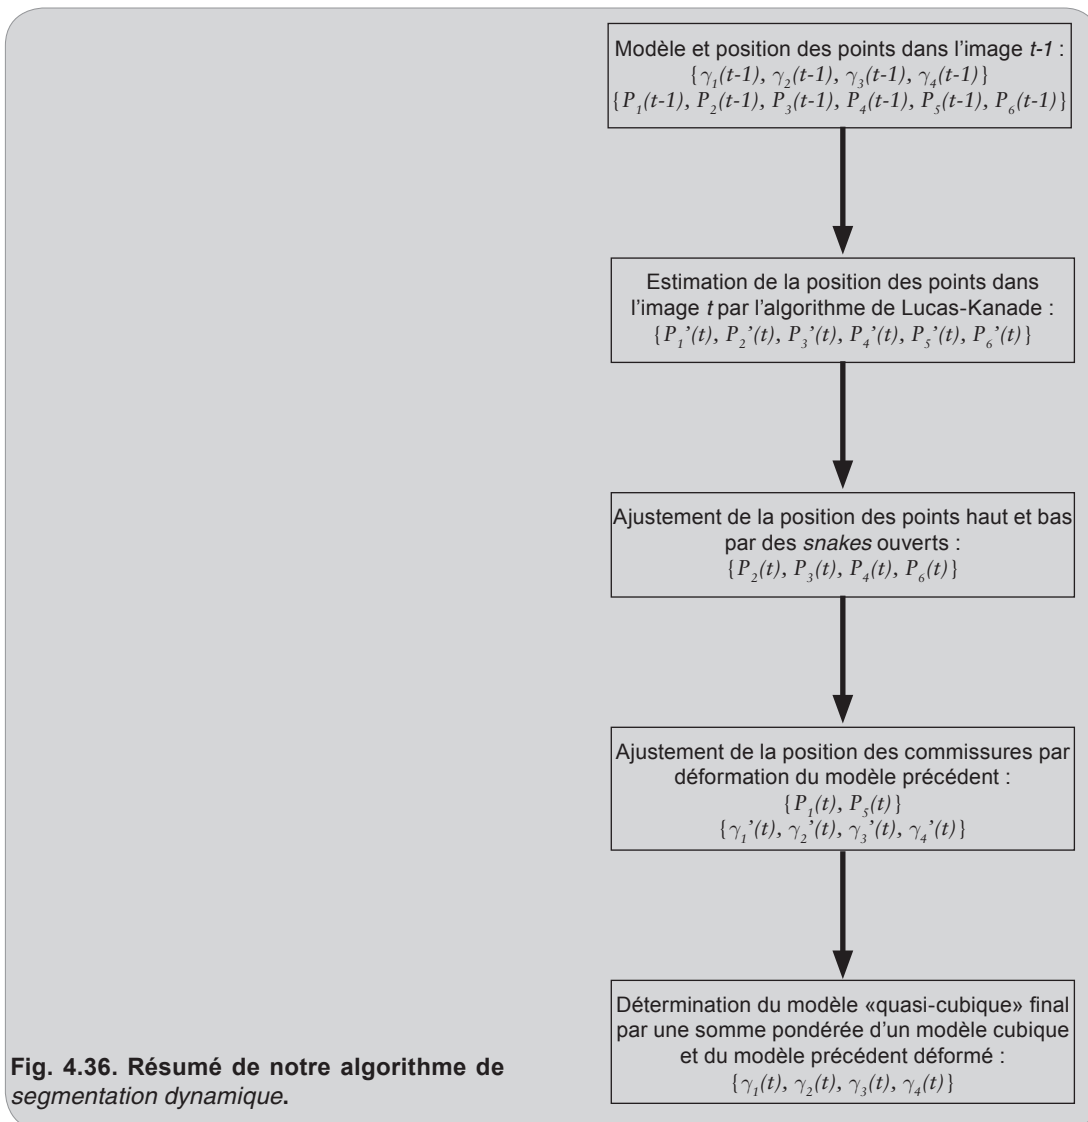 Modèle et position des points dans l’image t-1 :
{γ₁(t-1), γ₂(t-1), γ₃(t-1), γ₄(t-1)}
{P₁(t-1), P₂(t-1), P₃(t-1), P₄(t-1), P₅(t-1), P₆(t-1)}
Estimation de la position des points dans
l’image t par l’algorithme de Lucas-Kanade :
{P₁’(t), P₂’(t), P₃’(t), P₄’(t), P₅’(t), P₆’(t)}
Ajustement de la position des points haut et bas
par des snakes ouverts :
{P₂(t), P₃(t), P₄(t), P₆(t)}
Ajustement de la position des commissures par
déformation du modèle précédent :
{P₁(t), P₅(t)}
{γ₁’(t), γ₂’(t), γ₃’(t), γ₄’(t)}
Détermination du modèle «quasi-cubique» final
par une somme pondérée d’un modèle cubique
et du modèle précédent déformé :
{γ₁(t), γ₂(t), γ₃(t), γ₄(t)}
Fig. 4.36. Résumé de notre algorithme de
segmentation dynamique.